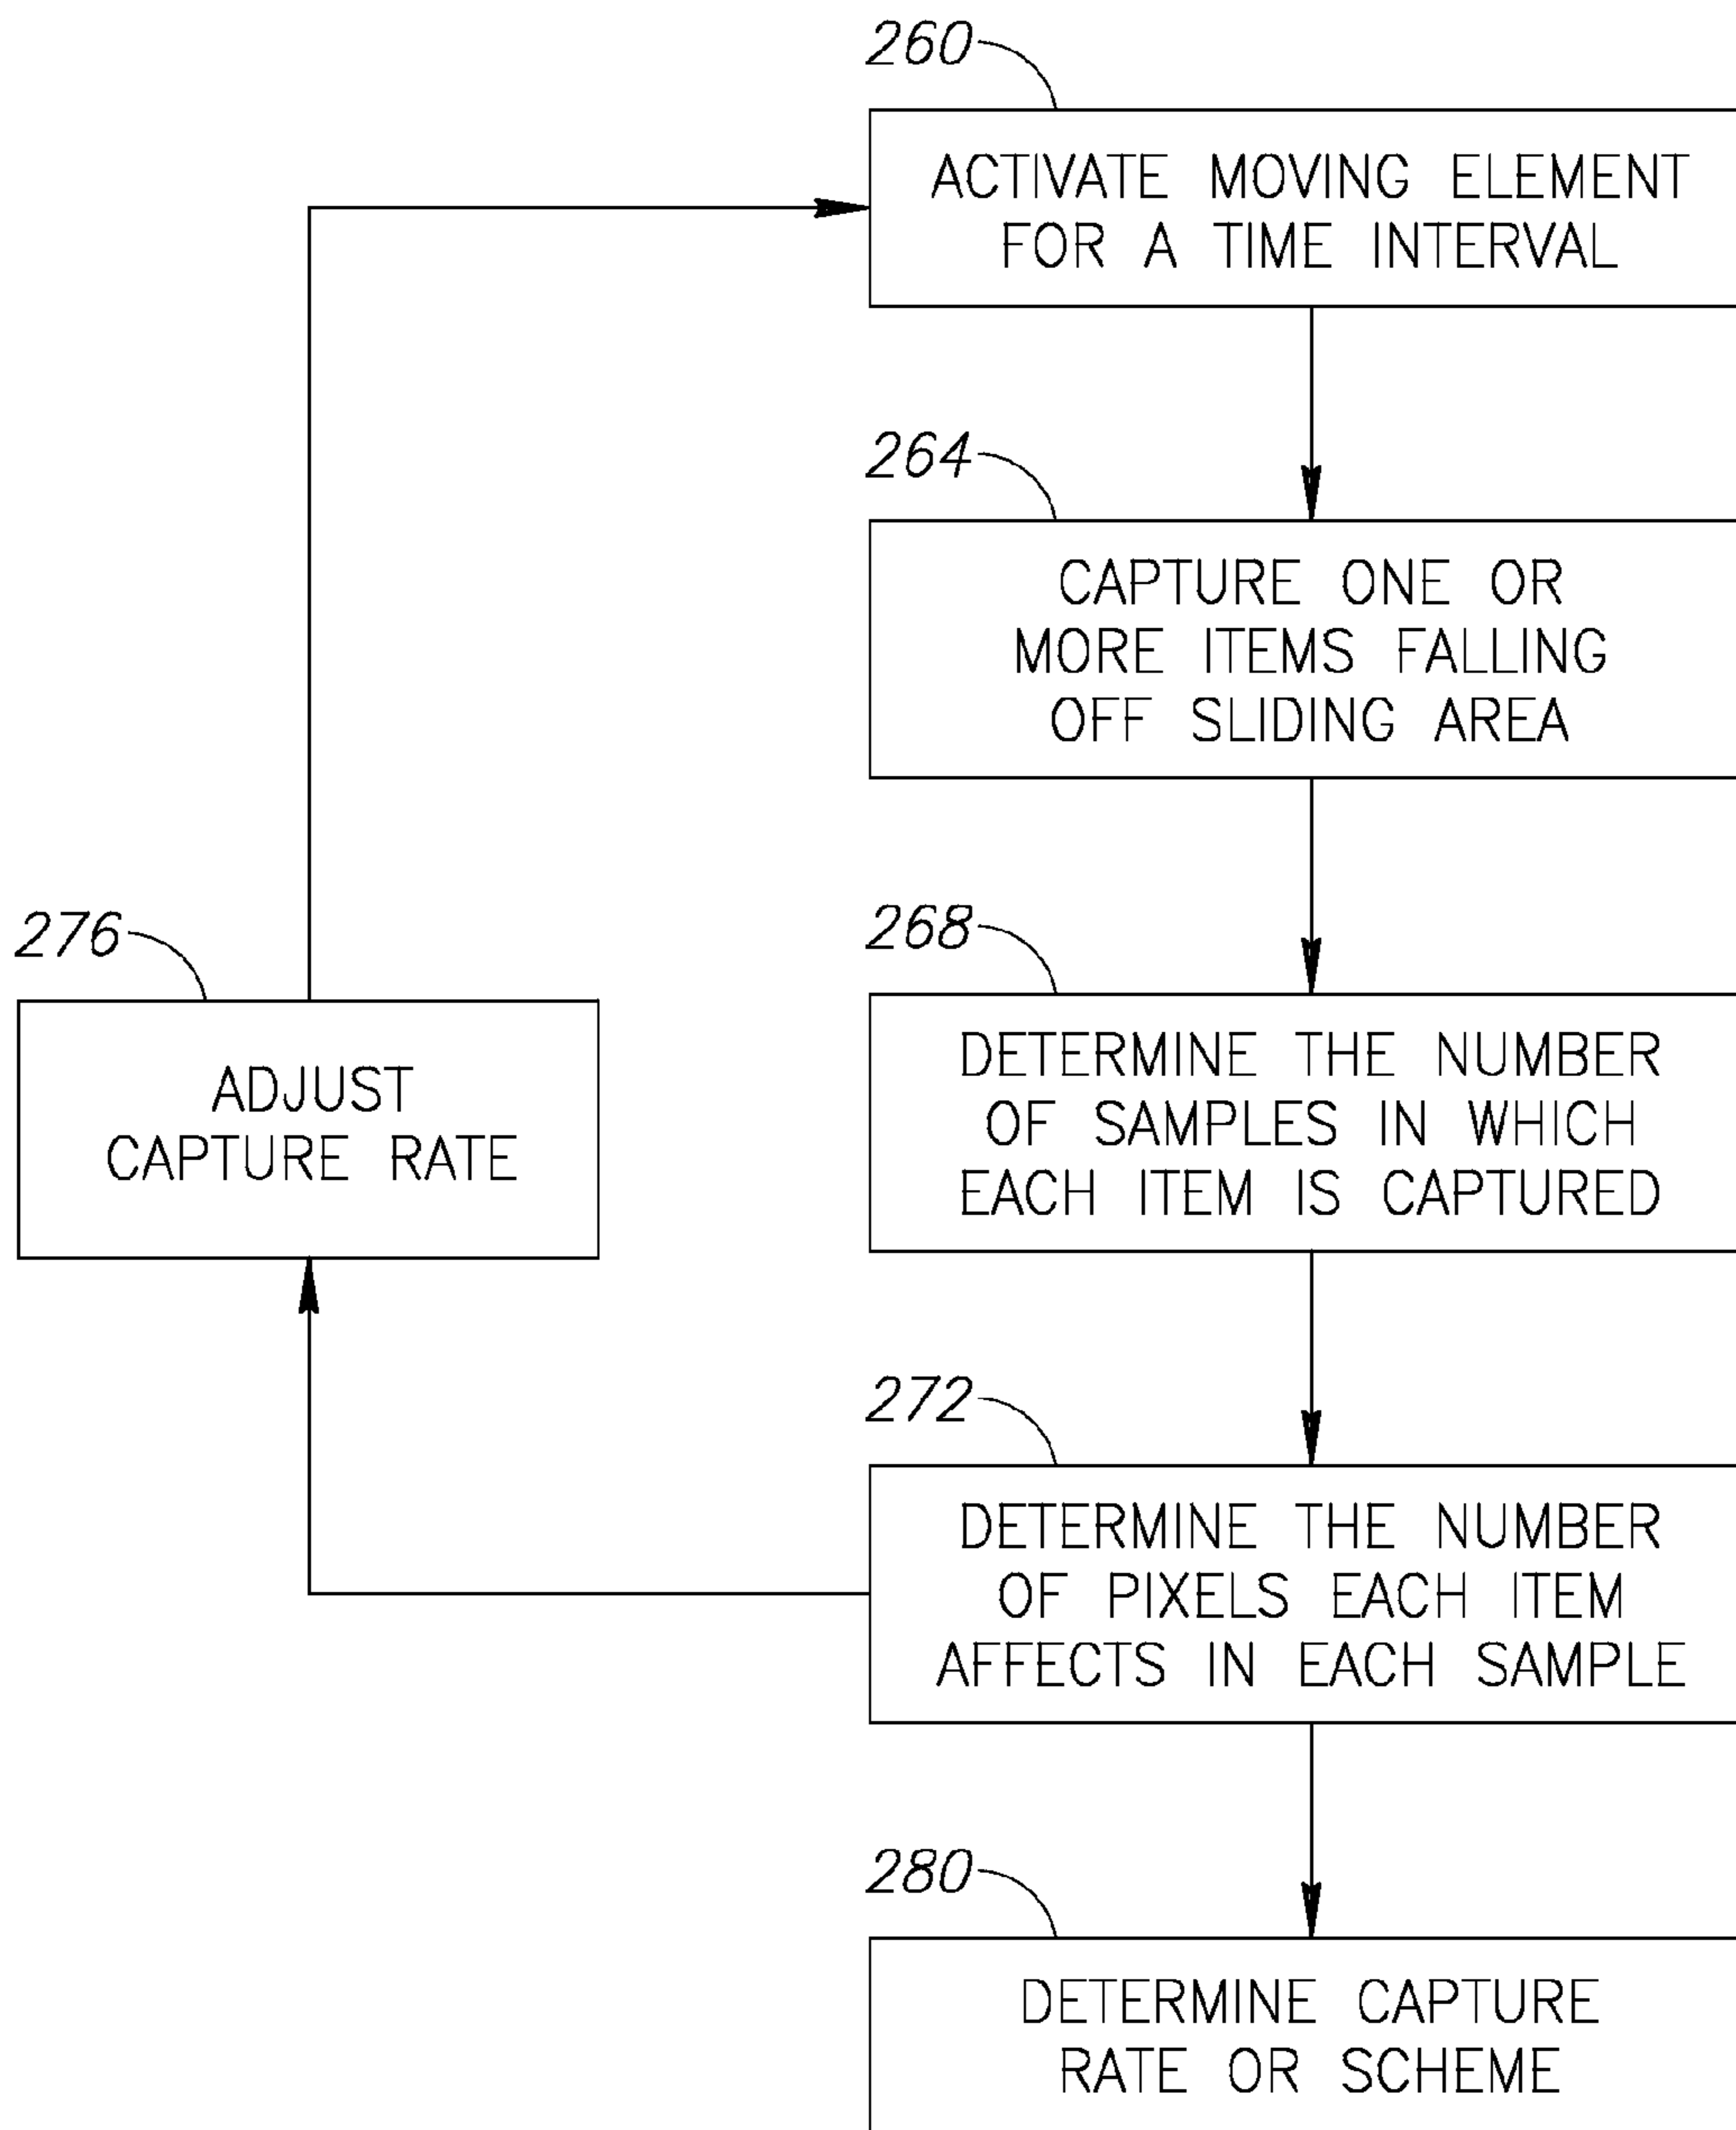 260
ACTIVATE MOVING ELEMENT
FOR A TIME INTERVAL
264
CAPTURE ONE OR
MORE ITEMS FALLING
OFF SLIDING AREA
268
DETERMINE THE NUMBER
OF SAMPLES IN WHICH
EACH ITEM IS CAPTURED
276
ADJUST
CAPTURE RATE
272
DETERMINE THE NUMBER
OF PIXELS EACH ITEM
AFFECTS IN EACH SAMPLE
280
DETERMINE CAPTURE
RATE OR SCHEME